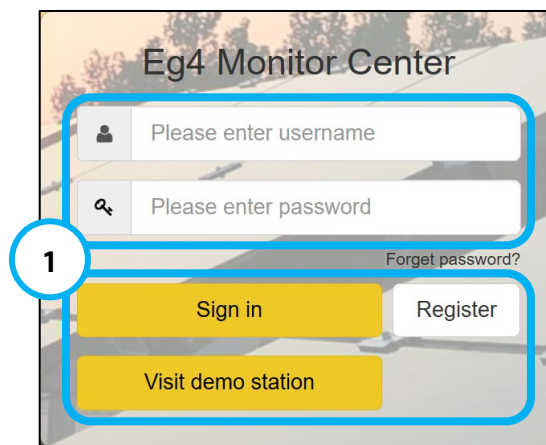 Eg4 Monitor Center
Please enter username
Please enter password
Forget password?
1
Sign in
Register
Visit demo station